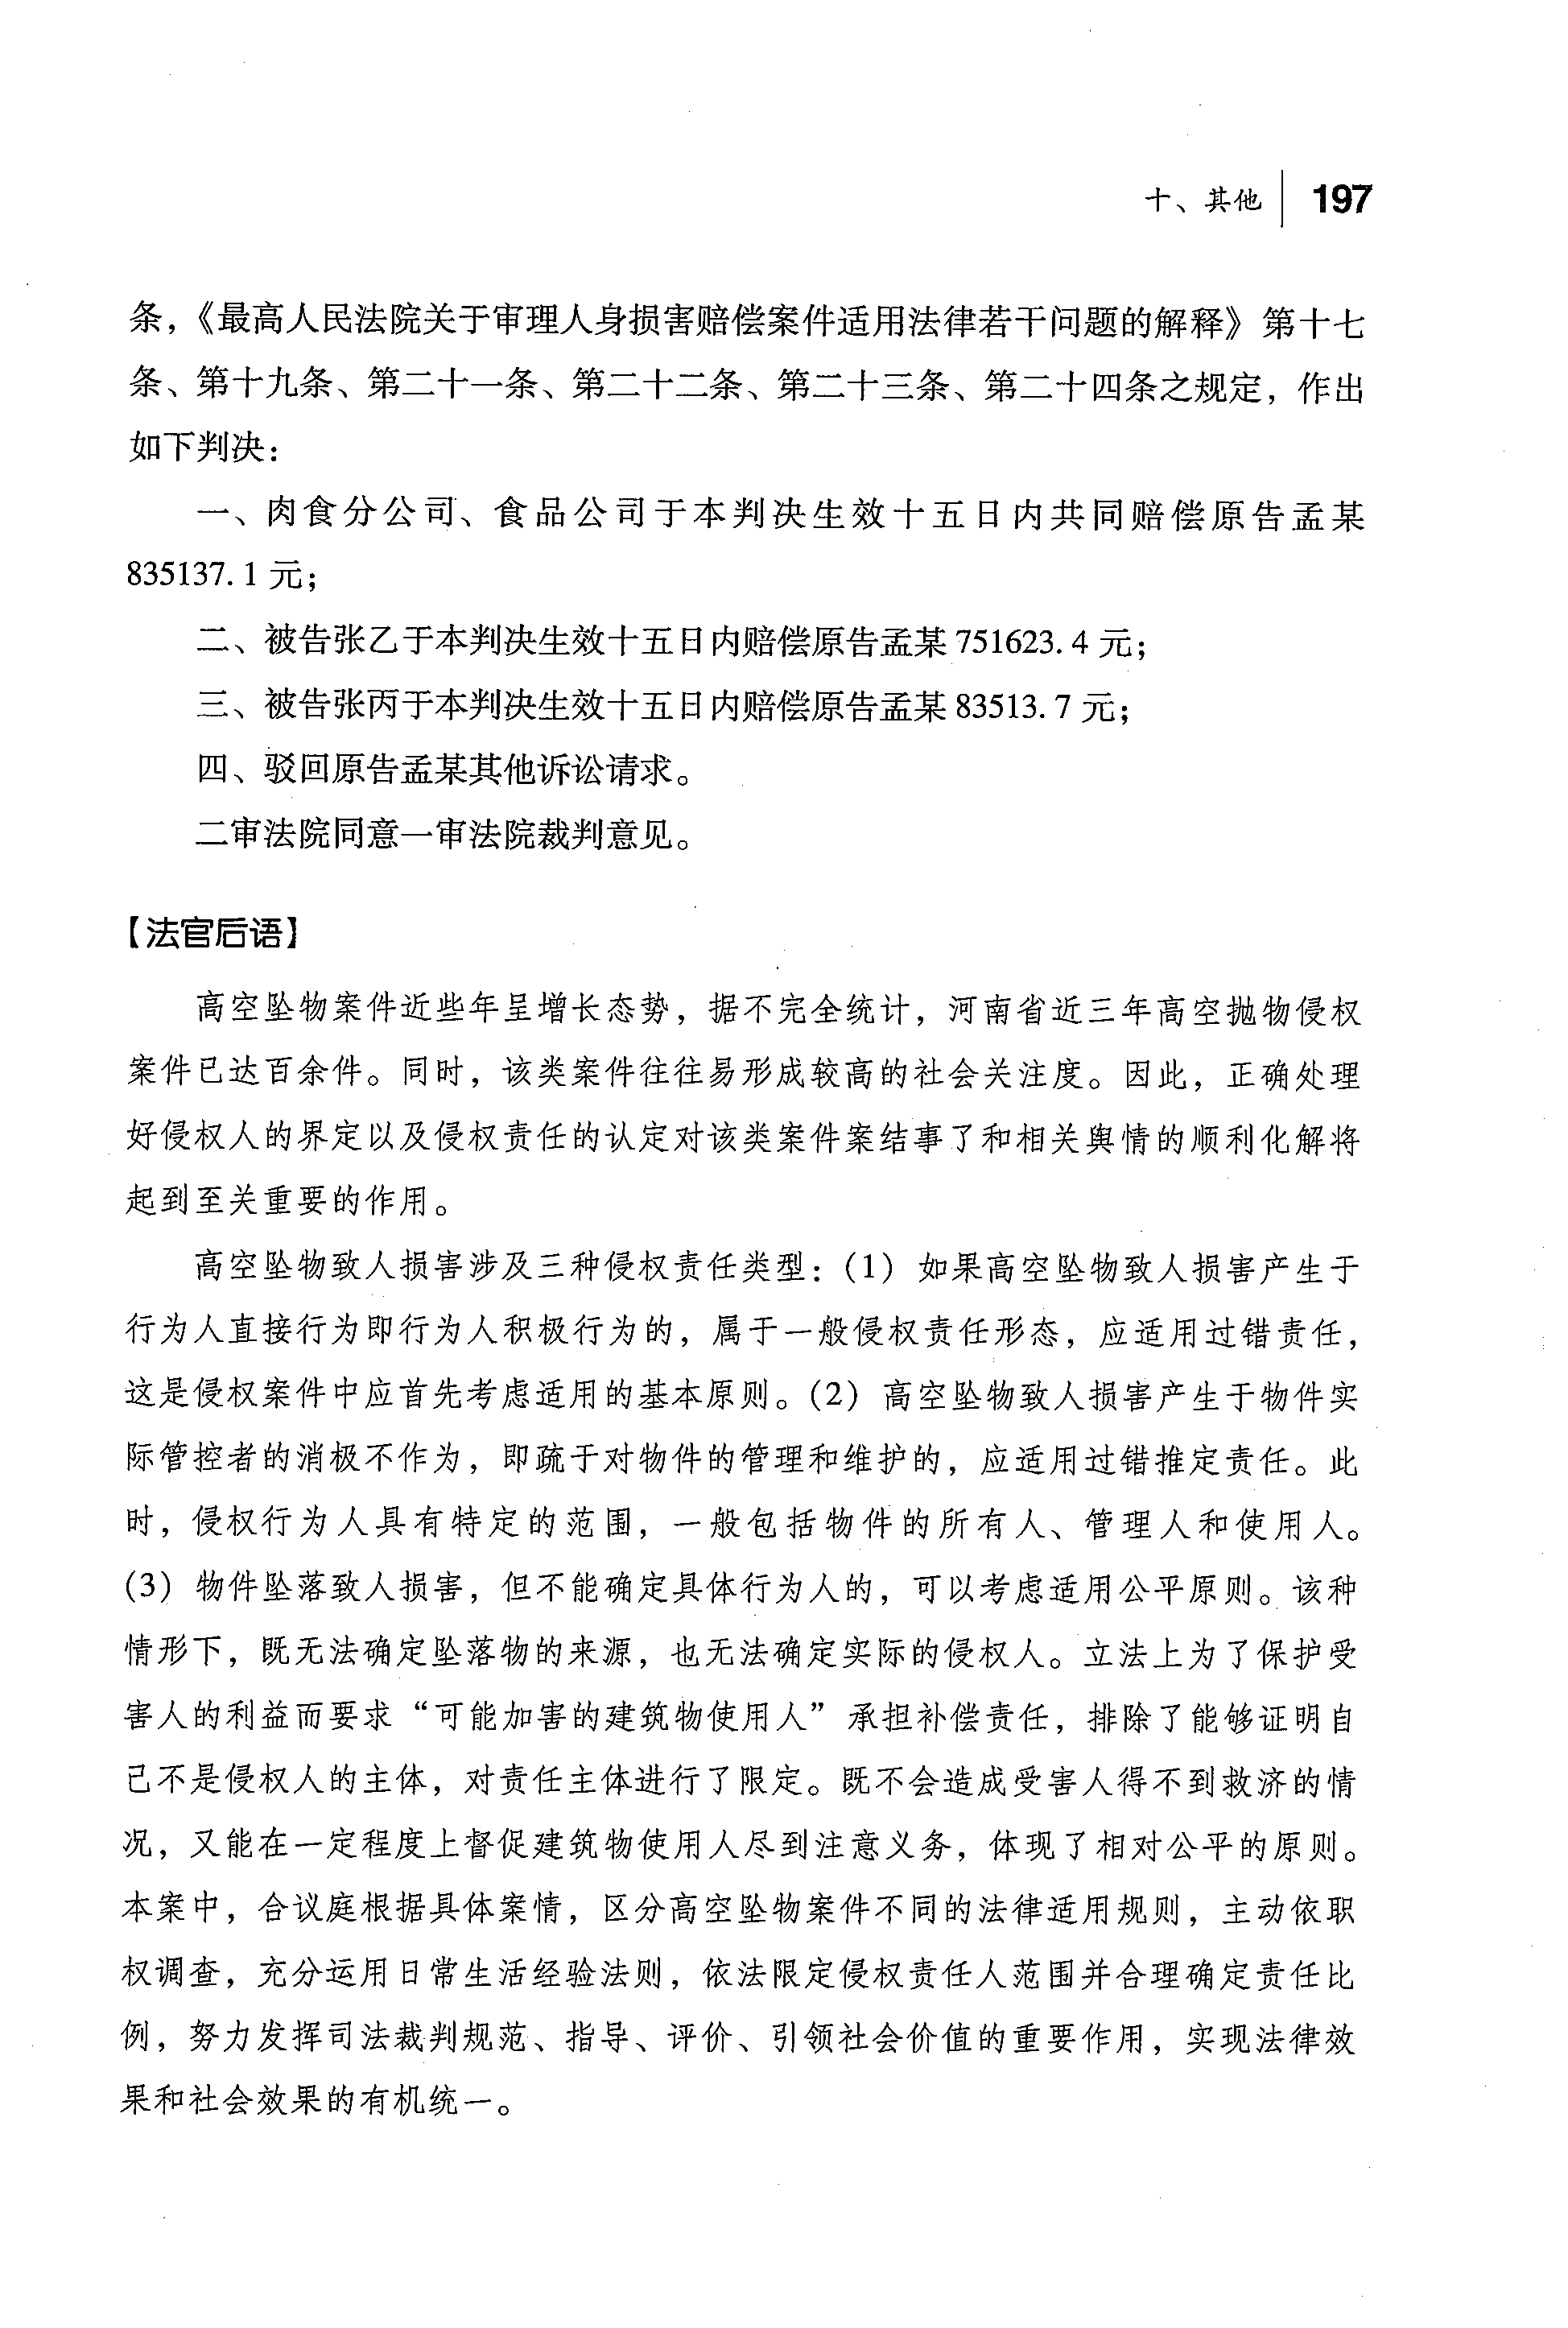 十、其他 | 197
条，《最高人民法院关于审理人身损害赔偿案件适用法律若干问题的解释》第十七
条、第十九条、第二十一条、第二十二条、第二十三条、第二十四条之规定，作出
如下判决：
一、肉食分公司、食品公司于本判决生效十五日内共同赔偿原告孟某
835137.1 元；
二、被告张乙于本判决生效十五日内赔偿原告孟某 751623.4 元；
三、被告张丙于本判决生效十五日内赔偿原告孟某 83513.7 元；
四、驳回原告孟某其他诉讼请求。
二审法院同意一审法院裁判意见。
【法官后语】
高空坠物案件近些年呈增长态势，据不完全统计，河南省近三年高空抛物侵权
案件已达百余件。同时，该类案件往往易形成较高的社会关注度。因此，正确处理
好侵权人的界定以及侵权责任的认定对该类案件案结事了和相关舆情的顺利化解将
起到至关重要的作用。
高空坠物致人损害涉及三种侵权责任类型：（1）如果高空坠物致人损害产生于
行为人直接行为即行为人积极行为的，属于一般侵权责任形态，应适用过错责任，
这是侵权案件中应首先考虑适用的基本原则。（2）高空坠物致人损害产生于物件实
际管控者的消极不作为，即疏于对物件的管理和维护的，应适用过错推定责任。此
时，侵权行为人具有特定的范围，一般包括物件的所有人、管理人和使用人。
（3）物件坠落致人损害，但不能确定具体行为人的，可以考虑适用公平原则。该种
情形下，既无法确定坠落物的来源，也无法确定实际的侵权人。立法上为了保护受
害人的利益而要求“可能加害的建筑物使用人”承担补偿责任，排除了能够证明自
己不是侵权人的主体，对责任主体进行了限定。既不会造成受害人得不到救济的情
况，又能在一定程度上督促建筑物使用人尽到注意义务，体现了相对公平的原则。
本案中，合议庭根据具体案情，区分高空坠物案件不同的法律适用规则，主动依职
权调查，充分运用日常生活经验法则，依法限定侵权责任人范围并合理确定责任比
例，努力发挥司法裁判规范、指导、评价、引领社会价值的重要作用，实现法律效
果和社会效果的有机统一。